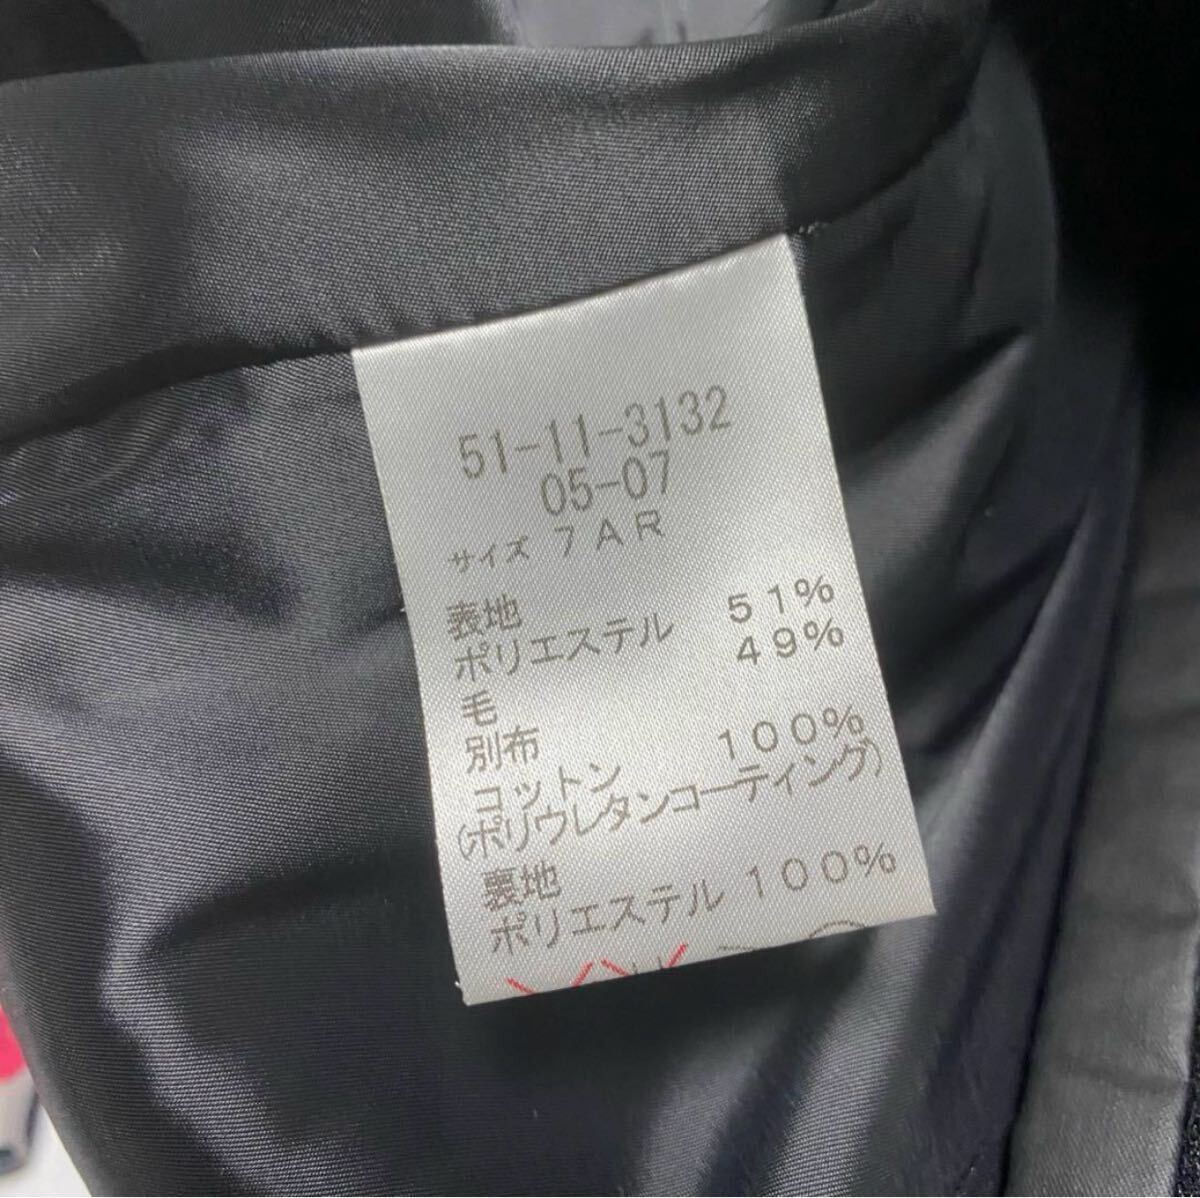 51-11-3132
05-07
サイズ 7AR
表地
ポリエステル 51%
毛 49%
別布
コットン 100%
(ポリウレタンコーティング)
裏地
ポリエステル 100%